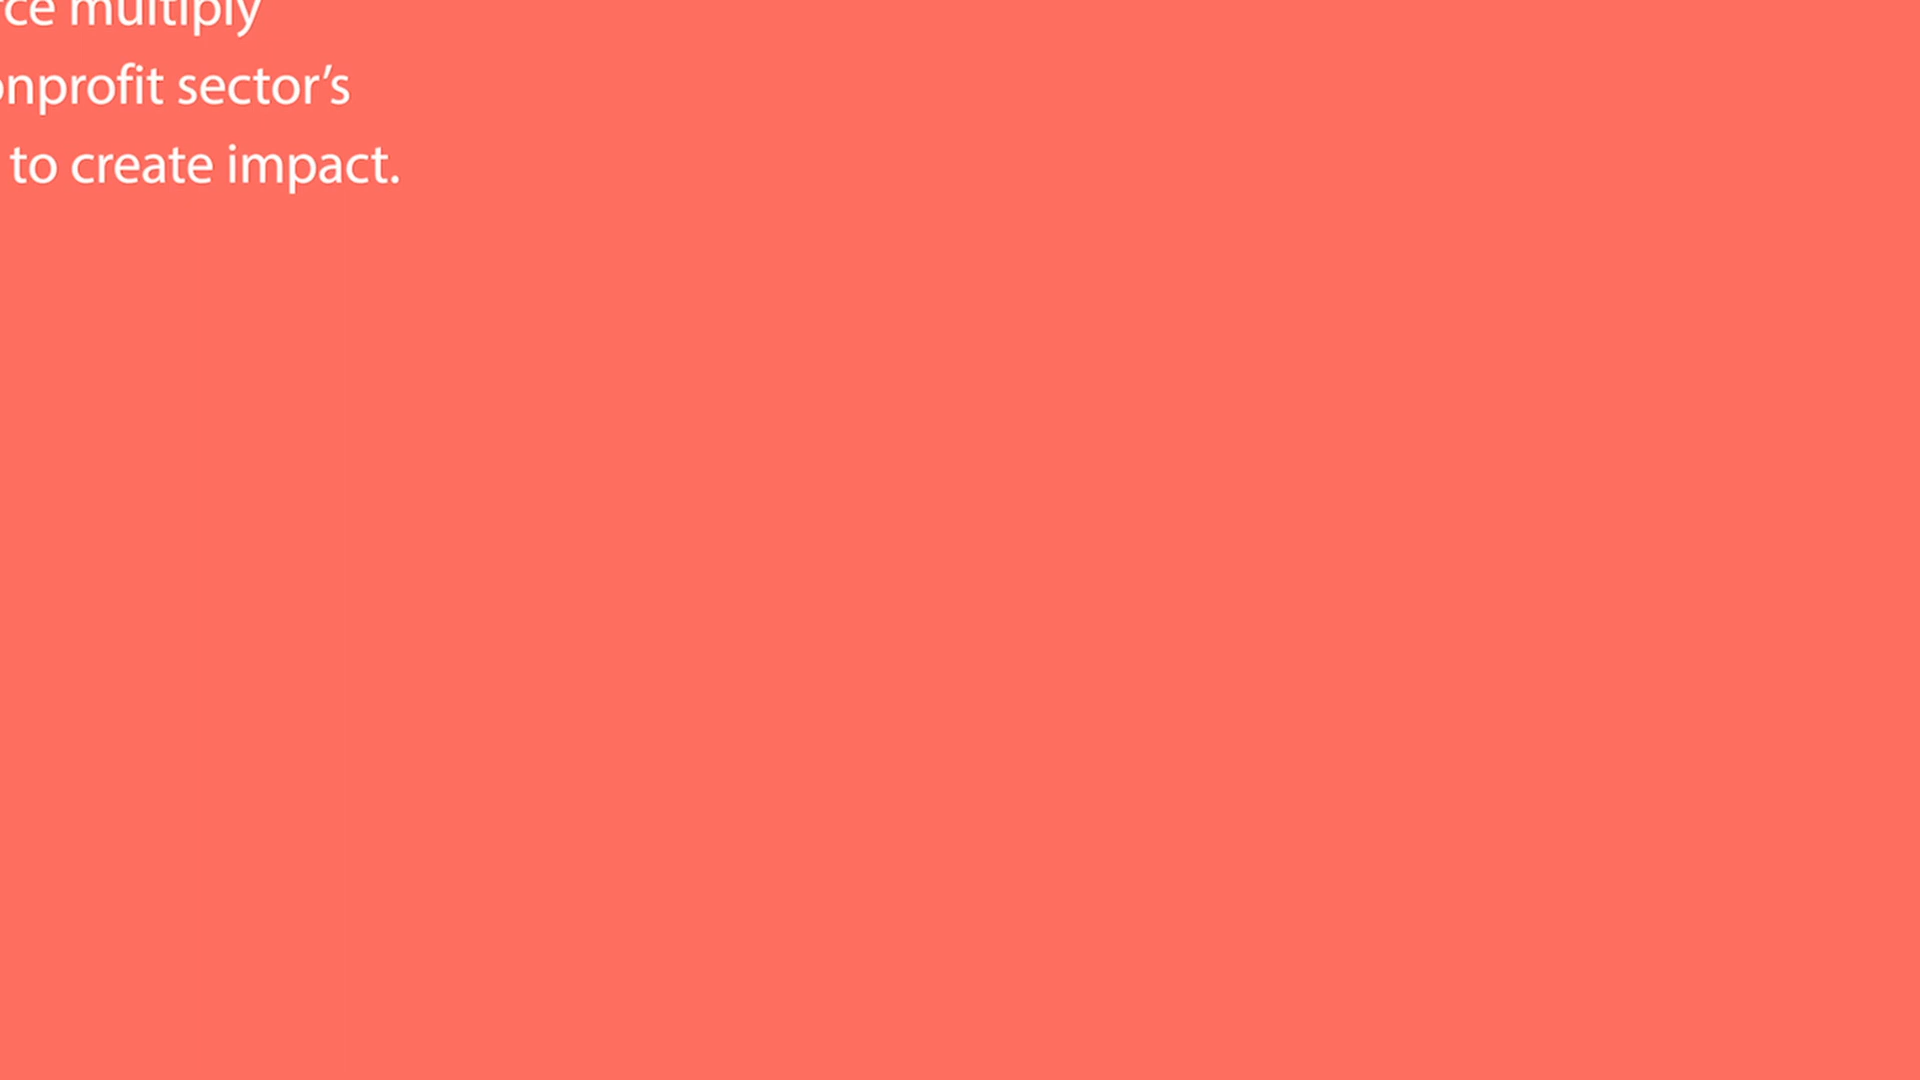 multiply
sector’s
to create impact.